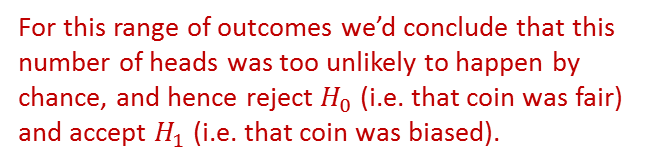 For this range of outcomes we'd conclude that this
number of heads was too unlikely to happen by
chance, and hence reject H₀ (i.e. that coin was fair)
and accept H₁ (i.e. that coin was biased).